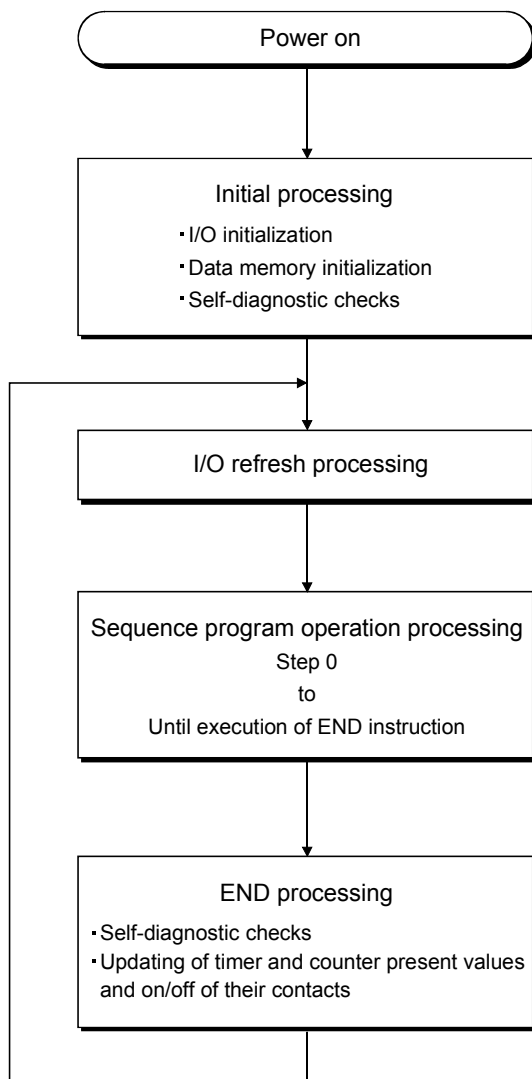 Power on
Initial processing
・I/O initialization
・Data memory initialization
・Self-diagnostic checks
I/O refresh processing
Sequence program operation processing
Step 0
to
Until execution of END instruction
END processing
・Self-diagnostic checks
・Updating of timer and counter present values
and on/off of their contacts